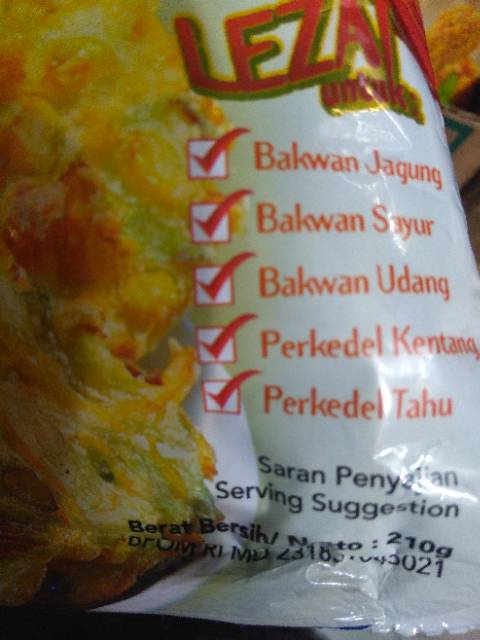 LEZAT
untuk:
Bakwan Jagung
Bakwan Sayur
Bakwan Udang
Perkedel Kentang
Perkedel Tahu
Saran Penyajian
Serving Suggestion
Berat Bersih/ Netto : 210g
BPOM RI MD